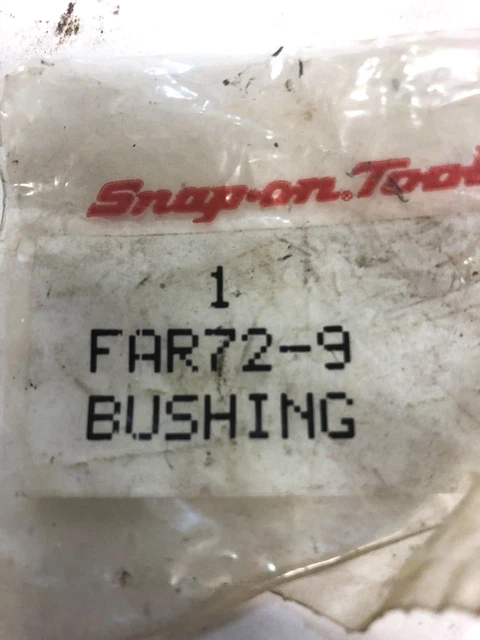 Snap-on® Tool
1
FAR72-9
BUSHING